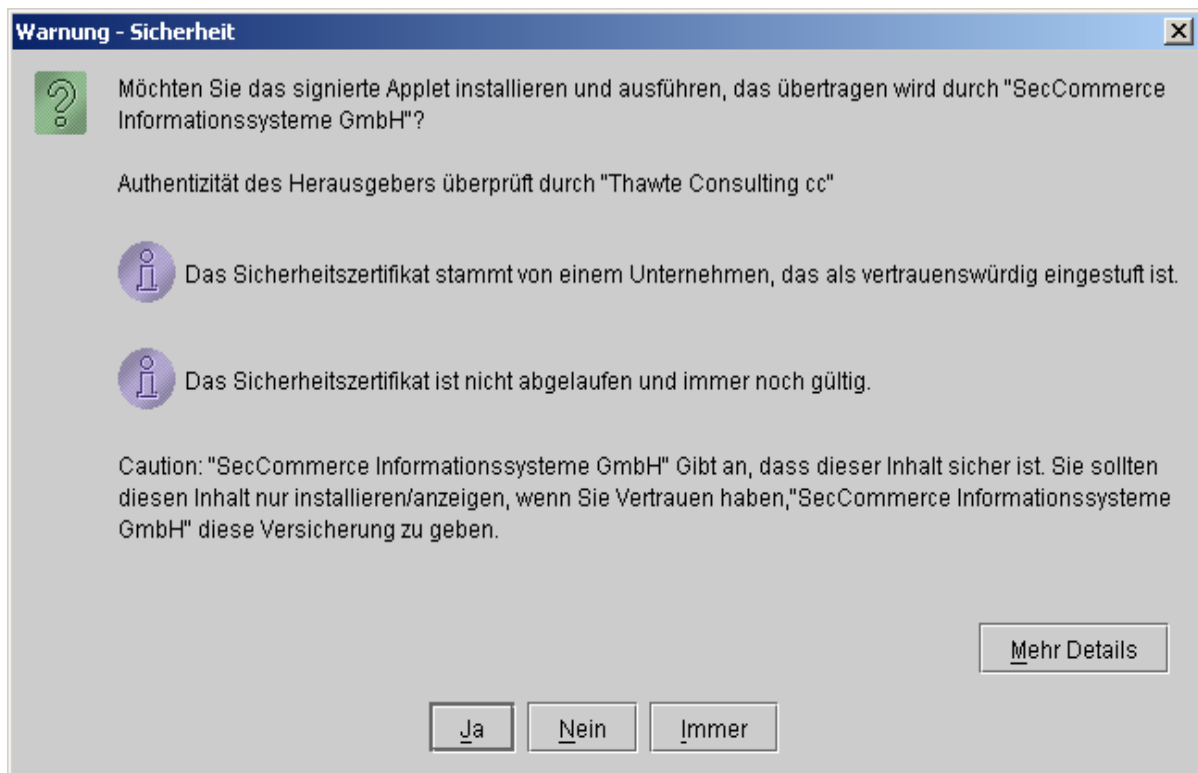 Warnung - Sicherheit
Möchten Sie das signierte Applet installieren und ausführen, das übertragen wird durch "SecCommerce
Informationssysteme GmbH"?
Authentizität des Herausgebers überprüft durch "Thawte Consulting cc"
Das Sicherheitszertifikat stammt von einem Unternehmen, das als vertrauenswürdig eingestuft ist.
Das Sicherheitszertifikat ist nicht abgelaufen und immer noch gültig.
Caution: "SecCommerce Informationssysteme GmbH" Gibt an, dass dieser Inhalt sicher ist. Sie sollten
diesen Inhalt nur installieren/anzeigen, wenn Sie Vertrauen haben,"SecCommerce Informationssysteme
GmbH" diese Versicherung zu geben.
Mehr Details
Ja
Nein
Immer